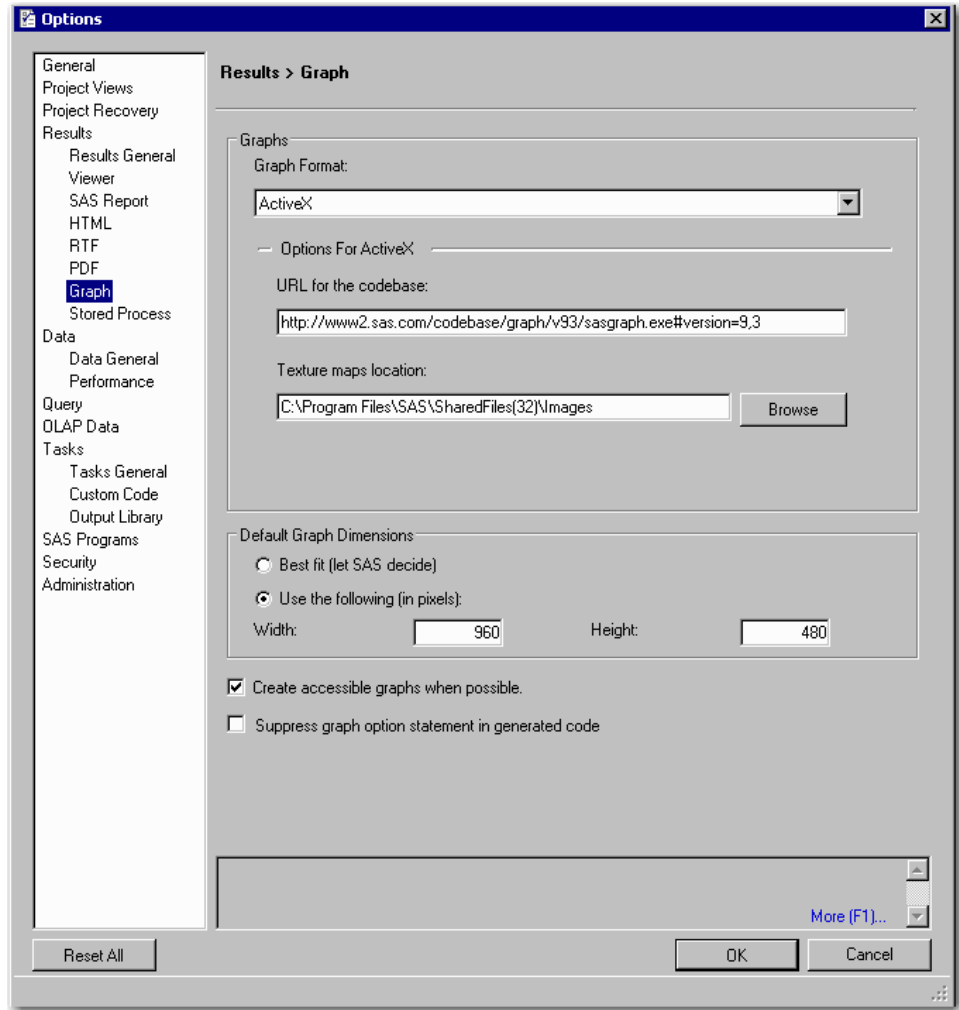 Options
General
Project Views
Project Recovery
Results
Results General
Viewer
SAS Report
HTML
RTF
PDF
Graph
Stored Process
Data
Data General
Performance
Query
OLAP Data
Tasks
Tasks General
Custom Code
Output Library
SAS Programs
Security
Administration
Results > Graph
Graphs
Graph Format:
ActiveX
Options For ActiveX
URL for the codebase:
http://www2.sas.com/codebase/graph/v93/sasgraph.exe#version=9,3
Texture maps location:
C:\Program Files\SAS\SharedFiles(32)\Images
Browse
Default Graph Dimensions
Best fit (let SAS decide)
Use the following (in pixels):
Width: 960 Height: 480
Create accessible graphs when possible.
Suppress graph option statement in generated code
More (F1)...
Reset All OK Cancel